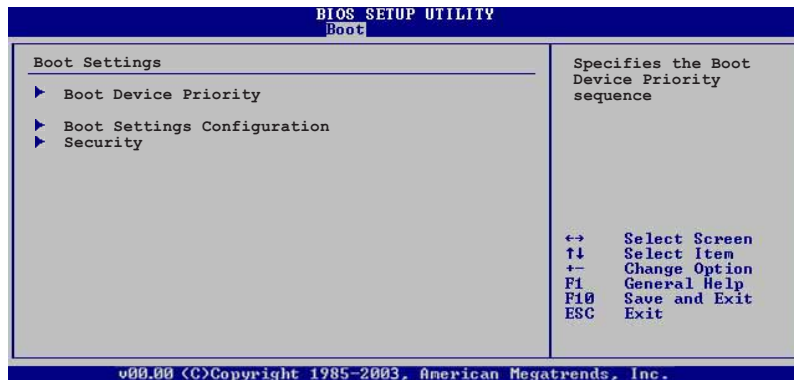 BIOS SETUP UTILITY
Boot
Boot Settings
Boot Device Priority
Boot Settings Configuration
Security
Specifies the Boot
Device Priority
sequence
←→ Select Screen
↑↓ Select Item
+- Change Option
F1 General Help
F10 Save and Exit
ESC Exit
v00.00 (C)Copyright 1985-2003, American Megatrends, Inc.